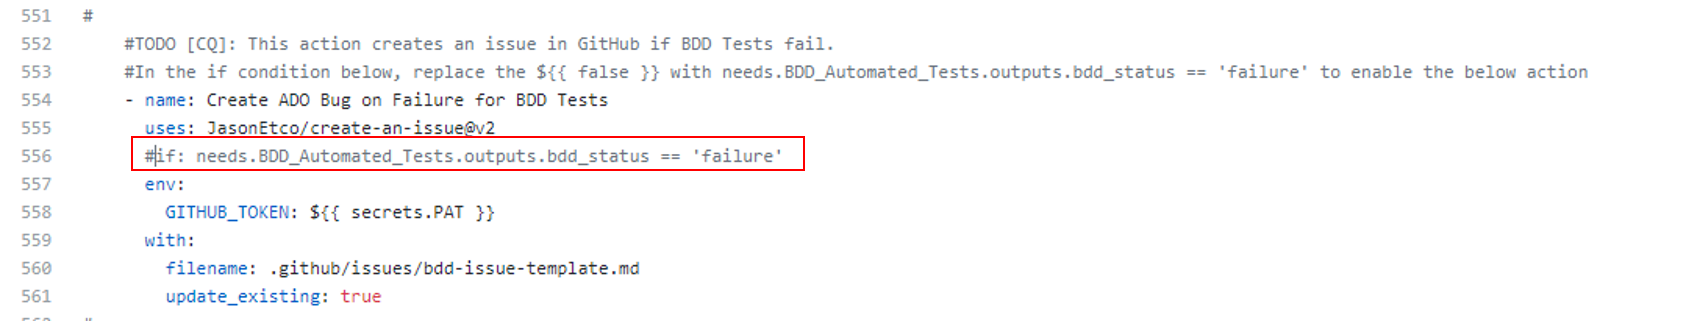 551 #
552 #TODO [CQ]: This action creates an issue in GitHub if BDD Tests fail.
553 #In the if condition below, replace the ${{ false }} with needs.BDD_Automated_Tests.outputs.bdd_status == 'failure' to enable the below action
554 - name: Create ADO Bug on Failure for BDD Tests
555 uses: JasonEtco/create-an-issue@v2
556 #if: needs.BDD_Automated_Tests.outputs.bdd_status == 'failure'
557 env:
558 GITHUB_TOKEN: ${{ secrets.PAT }}
559 with:
560 filename: .github/issues/bdd-issue-template.md
561 update_existing: true